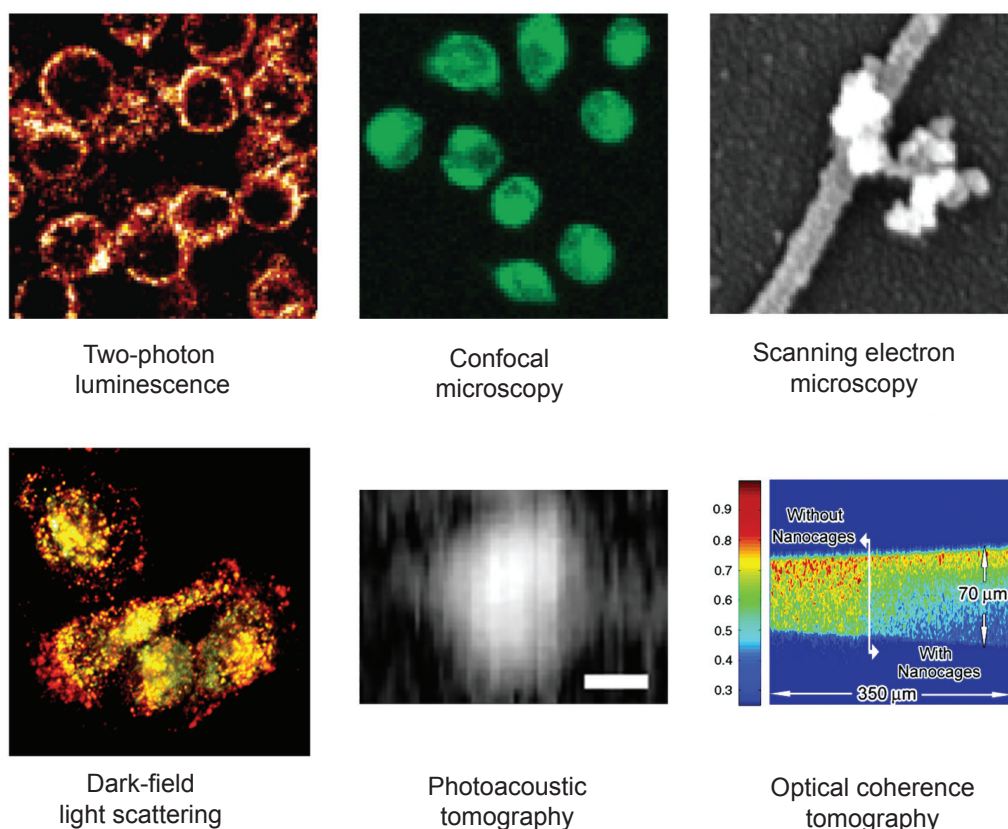 Two-photon
luminescence
Confocal
microscopy
Scanning electron
microscopy
0.9
0.8
0.7
0.6
0.5
0.4
0.3
Without
Nanocages
70 μm
With
Nanocages
350 μm
Dark-field
light scattering
Photoacoustic
tomography
Optical coherence
tomography